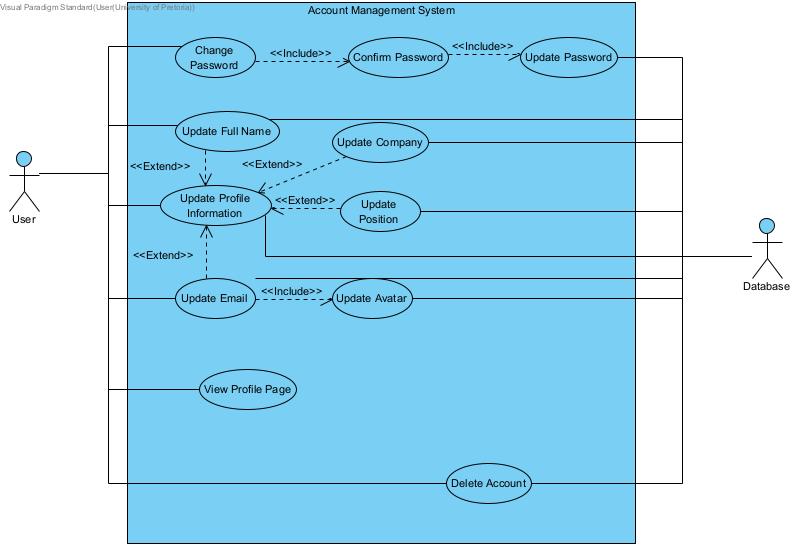 Visual Paradigm Standard(User(University of Pretoria))
Account Management System
Change
Password
<<Include>>
Confirm Password
<<Include>>
Update Password
Update Full Name
Update Company
<<Extend>>
<<Extend>>
Update Profile
Information
<<Extend>>
Update
Position
User
<<Extend>>
Database
Update Email
<<Include>>
Update Avatar
View Profile Page
Delete Account